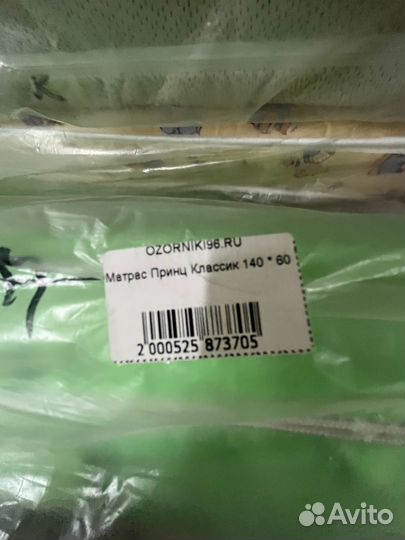 OZORNIKI96.RU
Матрас Принц Классик 140 * 60
2 000525 873705
Avito